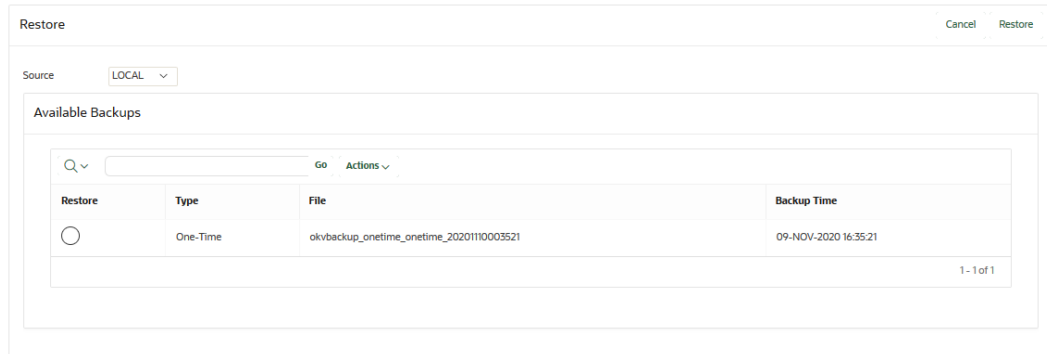 Restore Cancel Restore
Source LOCAL
Available Backups
Go Actions
Restore Type File Backup Time
One-Time okvbackup_onetime_onetime_20201110003521 09-NOV-2020 16:35:21
1 - 1 of 1